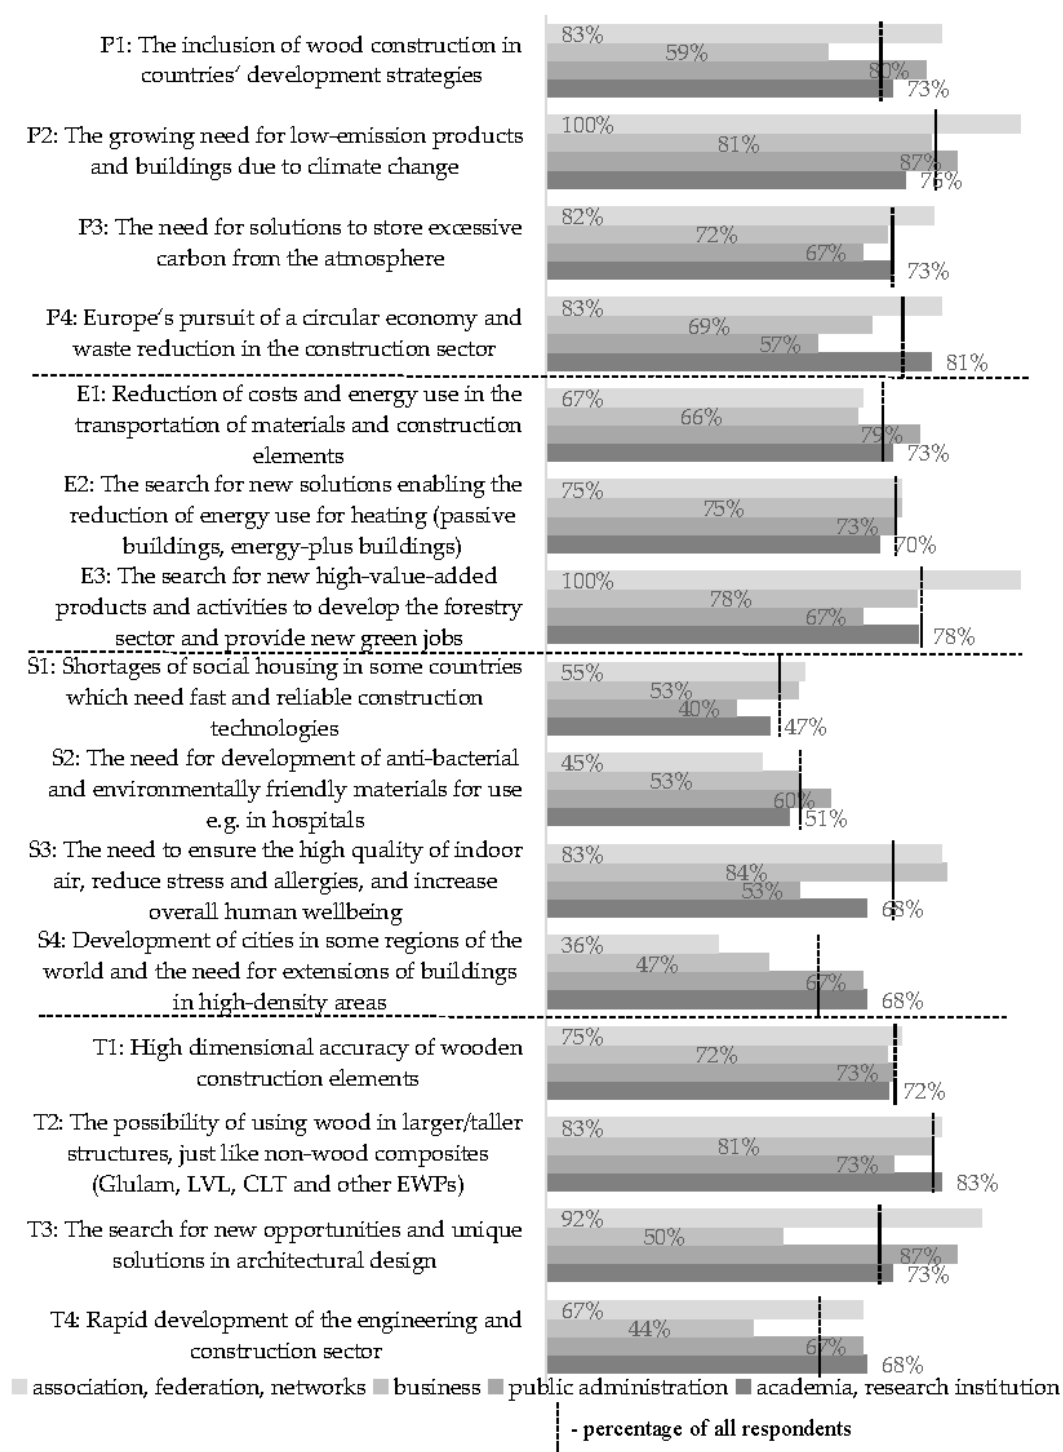 P1: The inclusion of wood construction in
countries’ development strategies
83%
59%
80%
73%
P2: The growing need for low-emission products
and buildings due to climate change
100%
81%
87%
76%
P3: The need for solutions to store excessive
carbon from the atmosphere
82%
72%
67%
73%
P4: Europe’s pursuit of a circular economy and
waste reduction in the construction sector
83%
69%
57%
81%
E1: Reduction of costs and energy use in the
transportation of materials and construction
elements
67%
66%
79%
73%
E2: The search for new solutions enabling the
reduction of energy use for heating (passive
buildings, energy-plus buildings)
75%
75%
73%
70%
E3: The search for new high-value-added
products and activities to develop the forestry
sector and provide new green jobs
100%
78%
67%
78%
S1: Shortages of social housing in some countries
which need fast and reliable construction
technologies
55%
53%
40%
47%
S2: The need for development of anti-bacterial
and environmentally friendly materials for use
e.g. in hospitals
45%
53%
60%
51%
S3: The need to ensure the high quality of indoor
air, reduce stress and allergies, and increase
overall human wellbeing
83%
84%
53%
68%
S4: Development of cities in some regions of the
world and the need for extensions of buildings
in high-density areas
36%
47%
67%
68%
T1: High dimensional accuracy of wooden
construction elements
75%
72%
73%
72%
T2: The possibility of using wood in larger/taller
structures, just like non-wood composites
(Glulam, LVL, CLT and other EWPs)
83%
81%
73%
83%
T3: The search for new opportunities and unique
solutions in architectural design
92%
50%
87%
73%
T4: Rapid development of the engineering and
construction sector
67%
44%
67%
68%
association, federation, networks business public administration academia, research institution
- percentage of all respondents